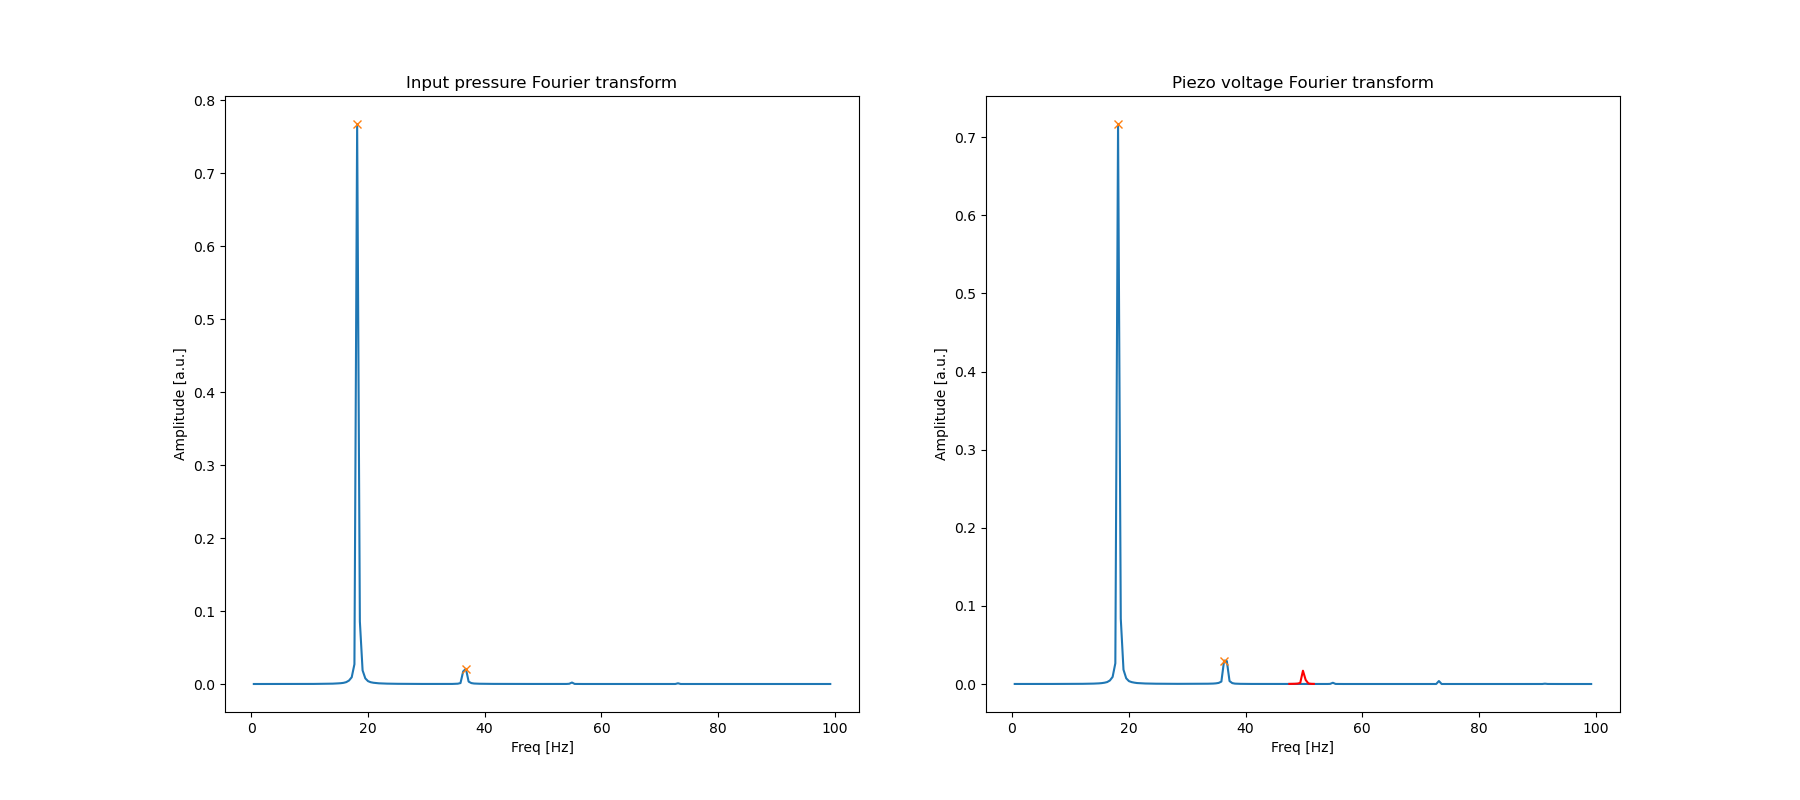 Input pressure Fourier transform
0.8
0.7
0.6
0.5
0.4
0.3
0.2
0.1
0.0
Amplitude [a.u.]
0 20 40 60 80 100
Freq [Hz]
Piezo voltage Fourier transform
0.7
0.6
0.5
0.4
0.3
0.2
0.1
0.0
Amplitude [a.u.]
0 20 40 60 80 100
Freq [Hz]